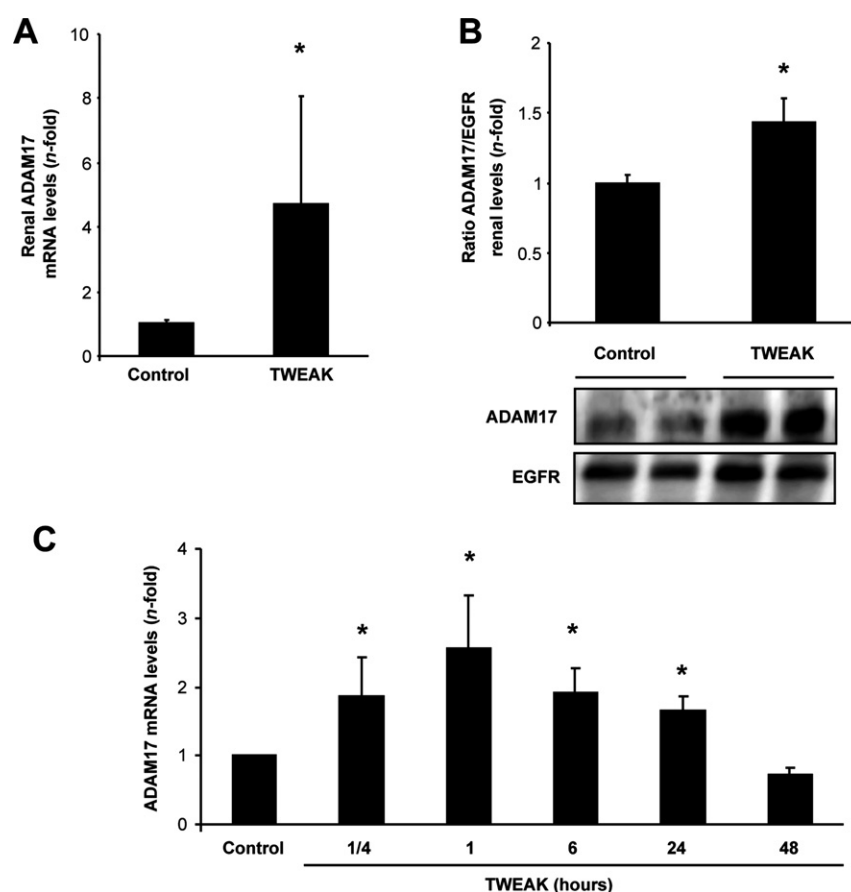 A
Renal ADAM17
mRNA levels (n-fold)
10
8
6
4
2
0
*
Control
TWEAK
B
Ratio ADAM17/EGFR
renal levels (n-fold)
2
1.5
1
0.5
0
*
Control
TWEAK
ADAM17
EGFR
C
ADAM17 mRNA levels (n-fold)
4
3
2
1
0
*
*
*
*
Control
1/4
1
6
24
48
TWEAK (hours)